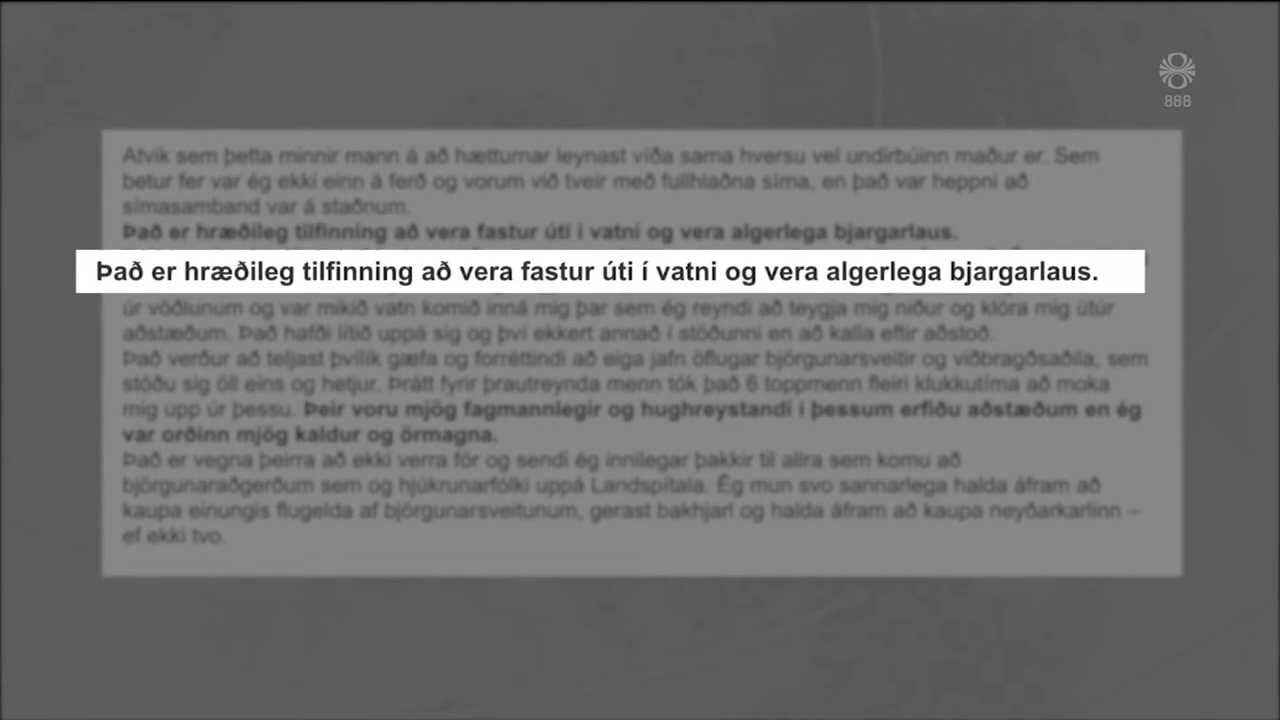 888
Atvik sem þetta minnir mann á að hætturnar leynast víða sama hversu vel undirbúinn maður er. Sem
betur fer var ég ekki einn á ferð og vorum við tveir með fullhlaðna síma, en það var heppni að
símasamband var á staðnum.
Það er hræðileg tilfinning að vera fastur úti í vatni og vera algerlega bjargarlaus.
Það er hræðileg tilfinning að vera fastur úti í vatni og vera algerlega bjargarlaus.
úr vöðlunum og var mikið vatn komið inná mig þar sem ég reyndi að teygja mig niður og klóra mig útúr
aðstæðum. Það hafði lítið uppá sig og því ekkert annað í stöðunni en að kalla eftir aðstoð.
Það verður að teljast þvílík gæfa og forréttindi að eiga jafn öflugar björgunarsveitir og viðbragðsaðila, sem
stóðu sig öll eins og hetjur. Þrátt fyrir þrautreynda menn tók það 6 toppmenn fleiri klukkutíma að moka
mig upp úr þessu. Þeir voru mjög fagmannlegir og hughreystandi í þessum erfiðu aðstæðum en ég
var orðinn mjög kaldur og örmagna.
Það er vegna þeirra að ekki verra fór og sendi ég innilegar þakkir til allra sem komu að
björgunaraðgerðum sem og hjúkrunarfólki uppá Landspítala. Ég mun svo sannarlega halda áfram að
kaupa einungis flugelda af björgunarsveitunum, gerast bakhjarl og halda áfram að kaupa neyðarkarlinn –
ef ekki tvo.